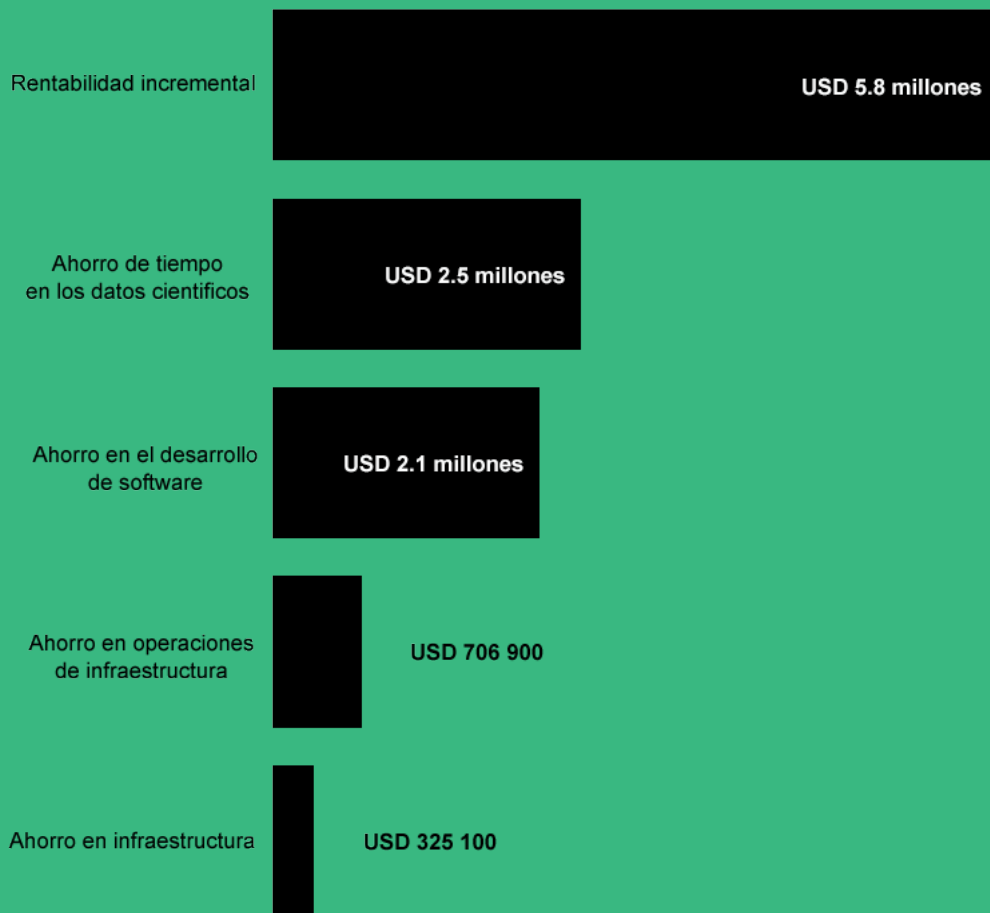 Rentabilidad incremental
USD 5.8 millones
Ahorro de tiempo
en los datos cientificos
USD 2.5 millones
Ahorro en el desarrollo
de software
USD 2.1 millones
Ahorro en operaciones
de infraestructura
USD 706 900
Ahorro en infraestructura
USD 325 100